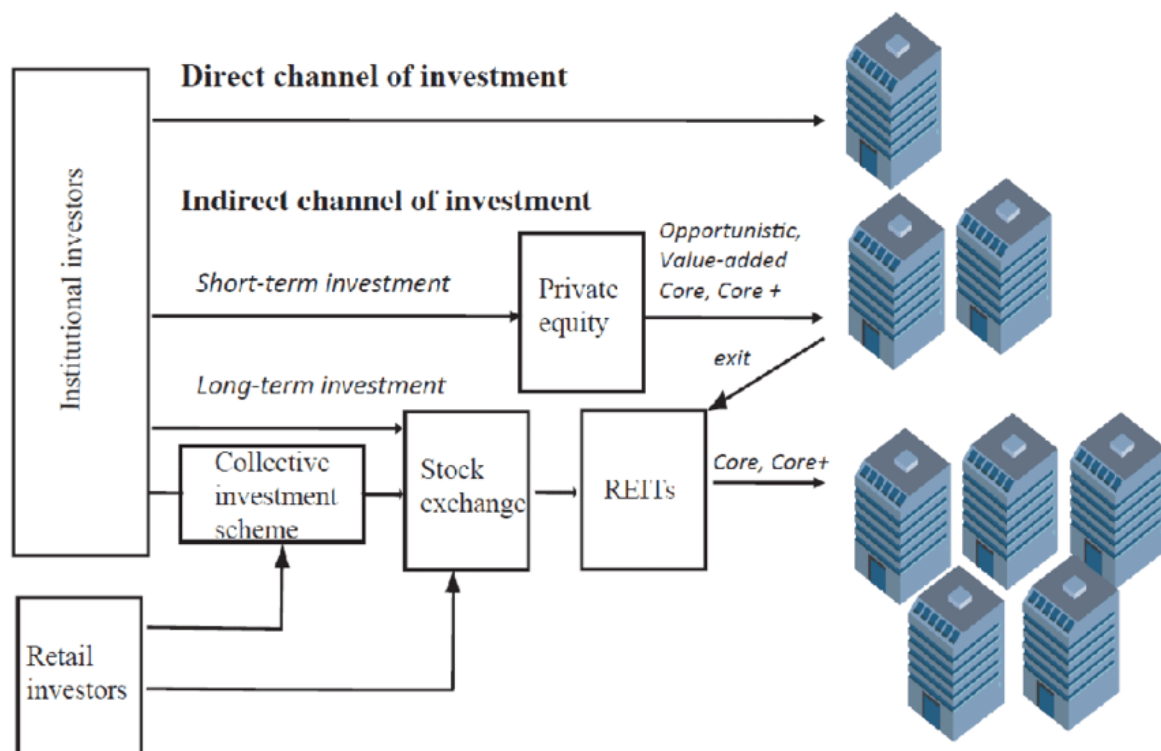 Direct channel of investment
Institutional investors
Indirect channel of investment
Opportunistic,
Value-added
Core, Core +
Short-term investment
Private
equity
exit
Long-term investment
Collective
investment
scheme
Stock
exchange
REITs
Core, Core+
Retail
investors